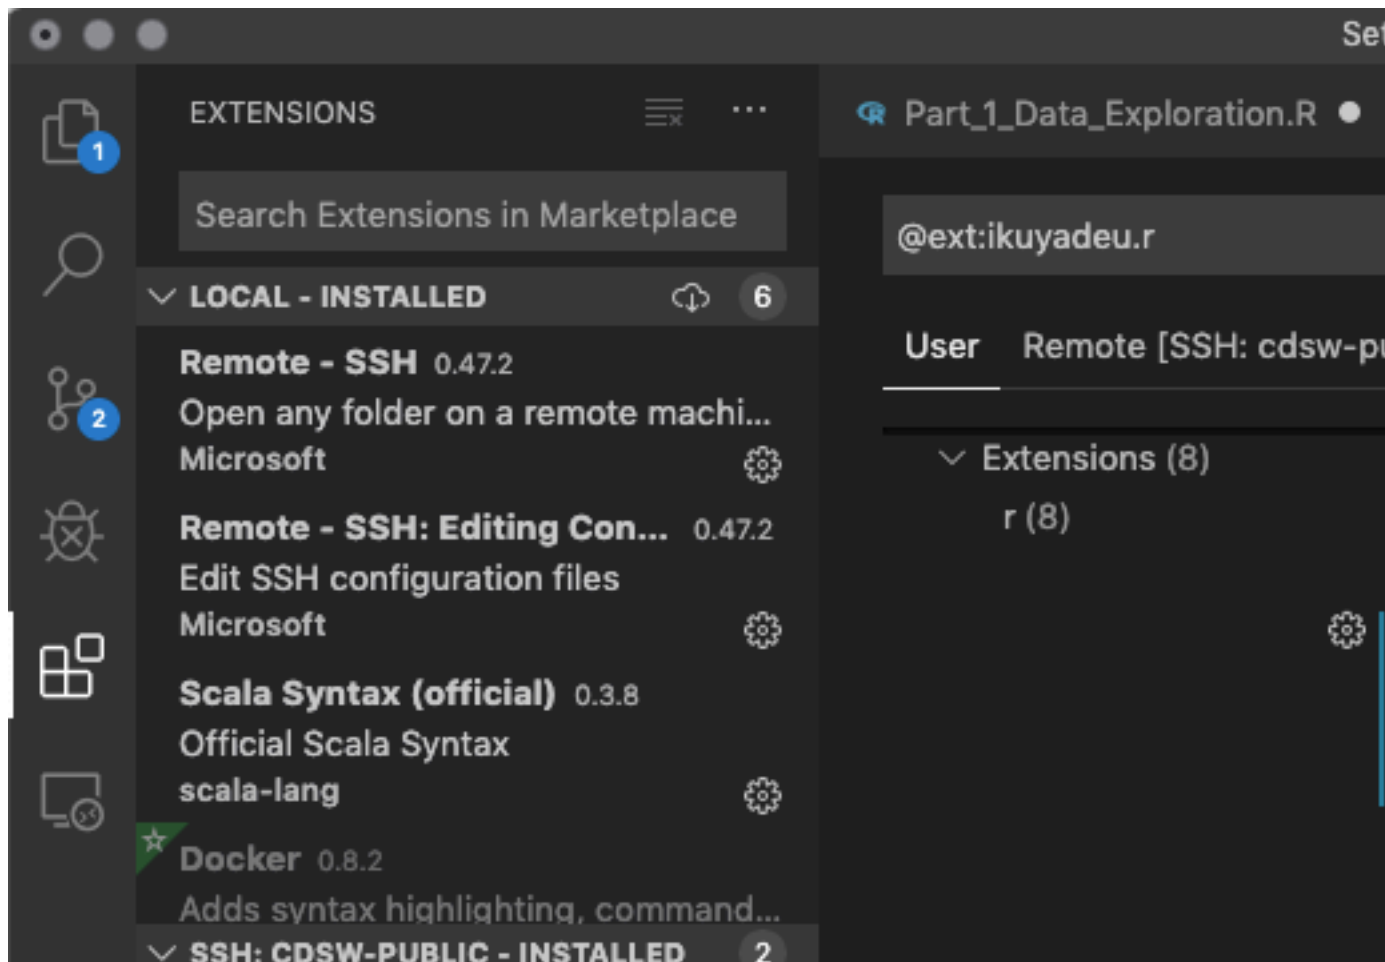 Set
EXTENSIONS
Part_1_Data_Exploration.R
Search Extensions in Marketplace
@ext:ikuyadeu.r
LOCAL - INSTALLED 6
1
2
Remote - SSH 0.47.2
Open any folder on a remote machi...
Microsoft
Remote - SSH: Editing Con... 0.47.2
Edit SSH configuration files
Microsoft
Scala Syntax (official) 0.3.8
Official Scala Syntax
scala-lang
Docker 0.8.2
Adds syntax highlighting, command...
SSH: CDSW-PUBLIC - INSTALLED 2
User Remote [SSH: cdsw-pu
Extensions (8)
r (8)